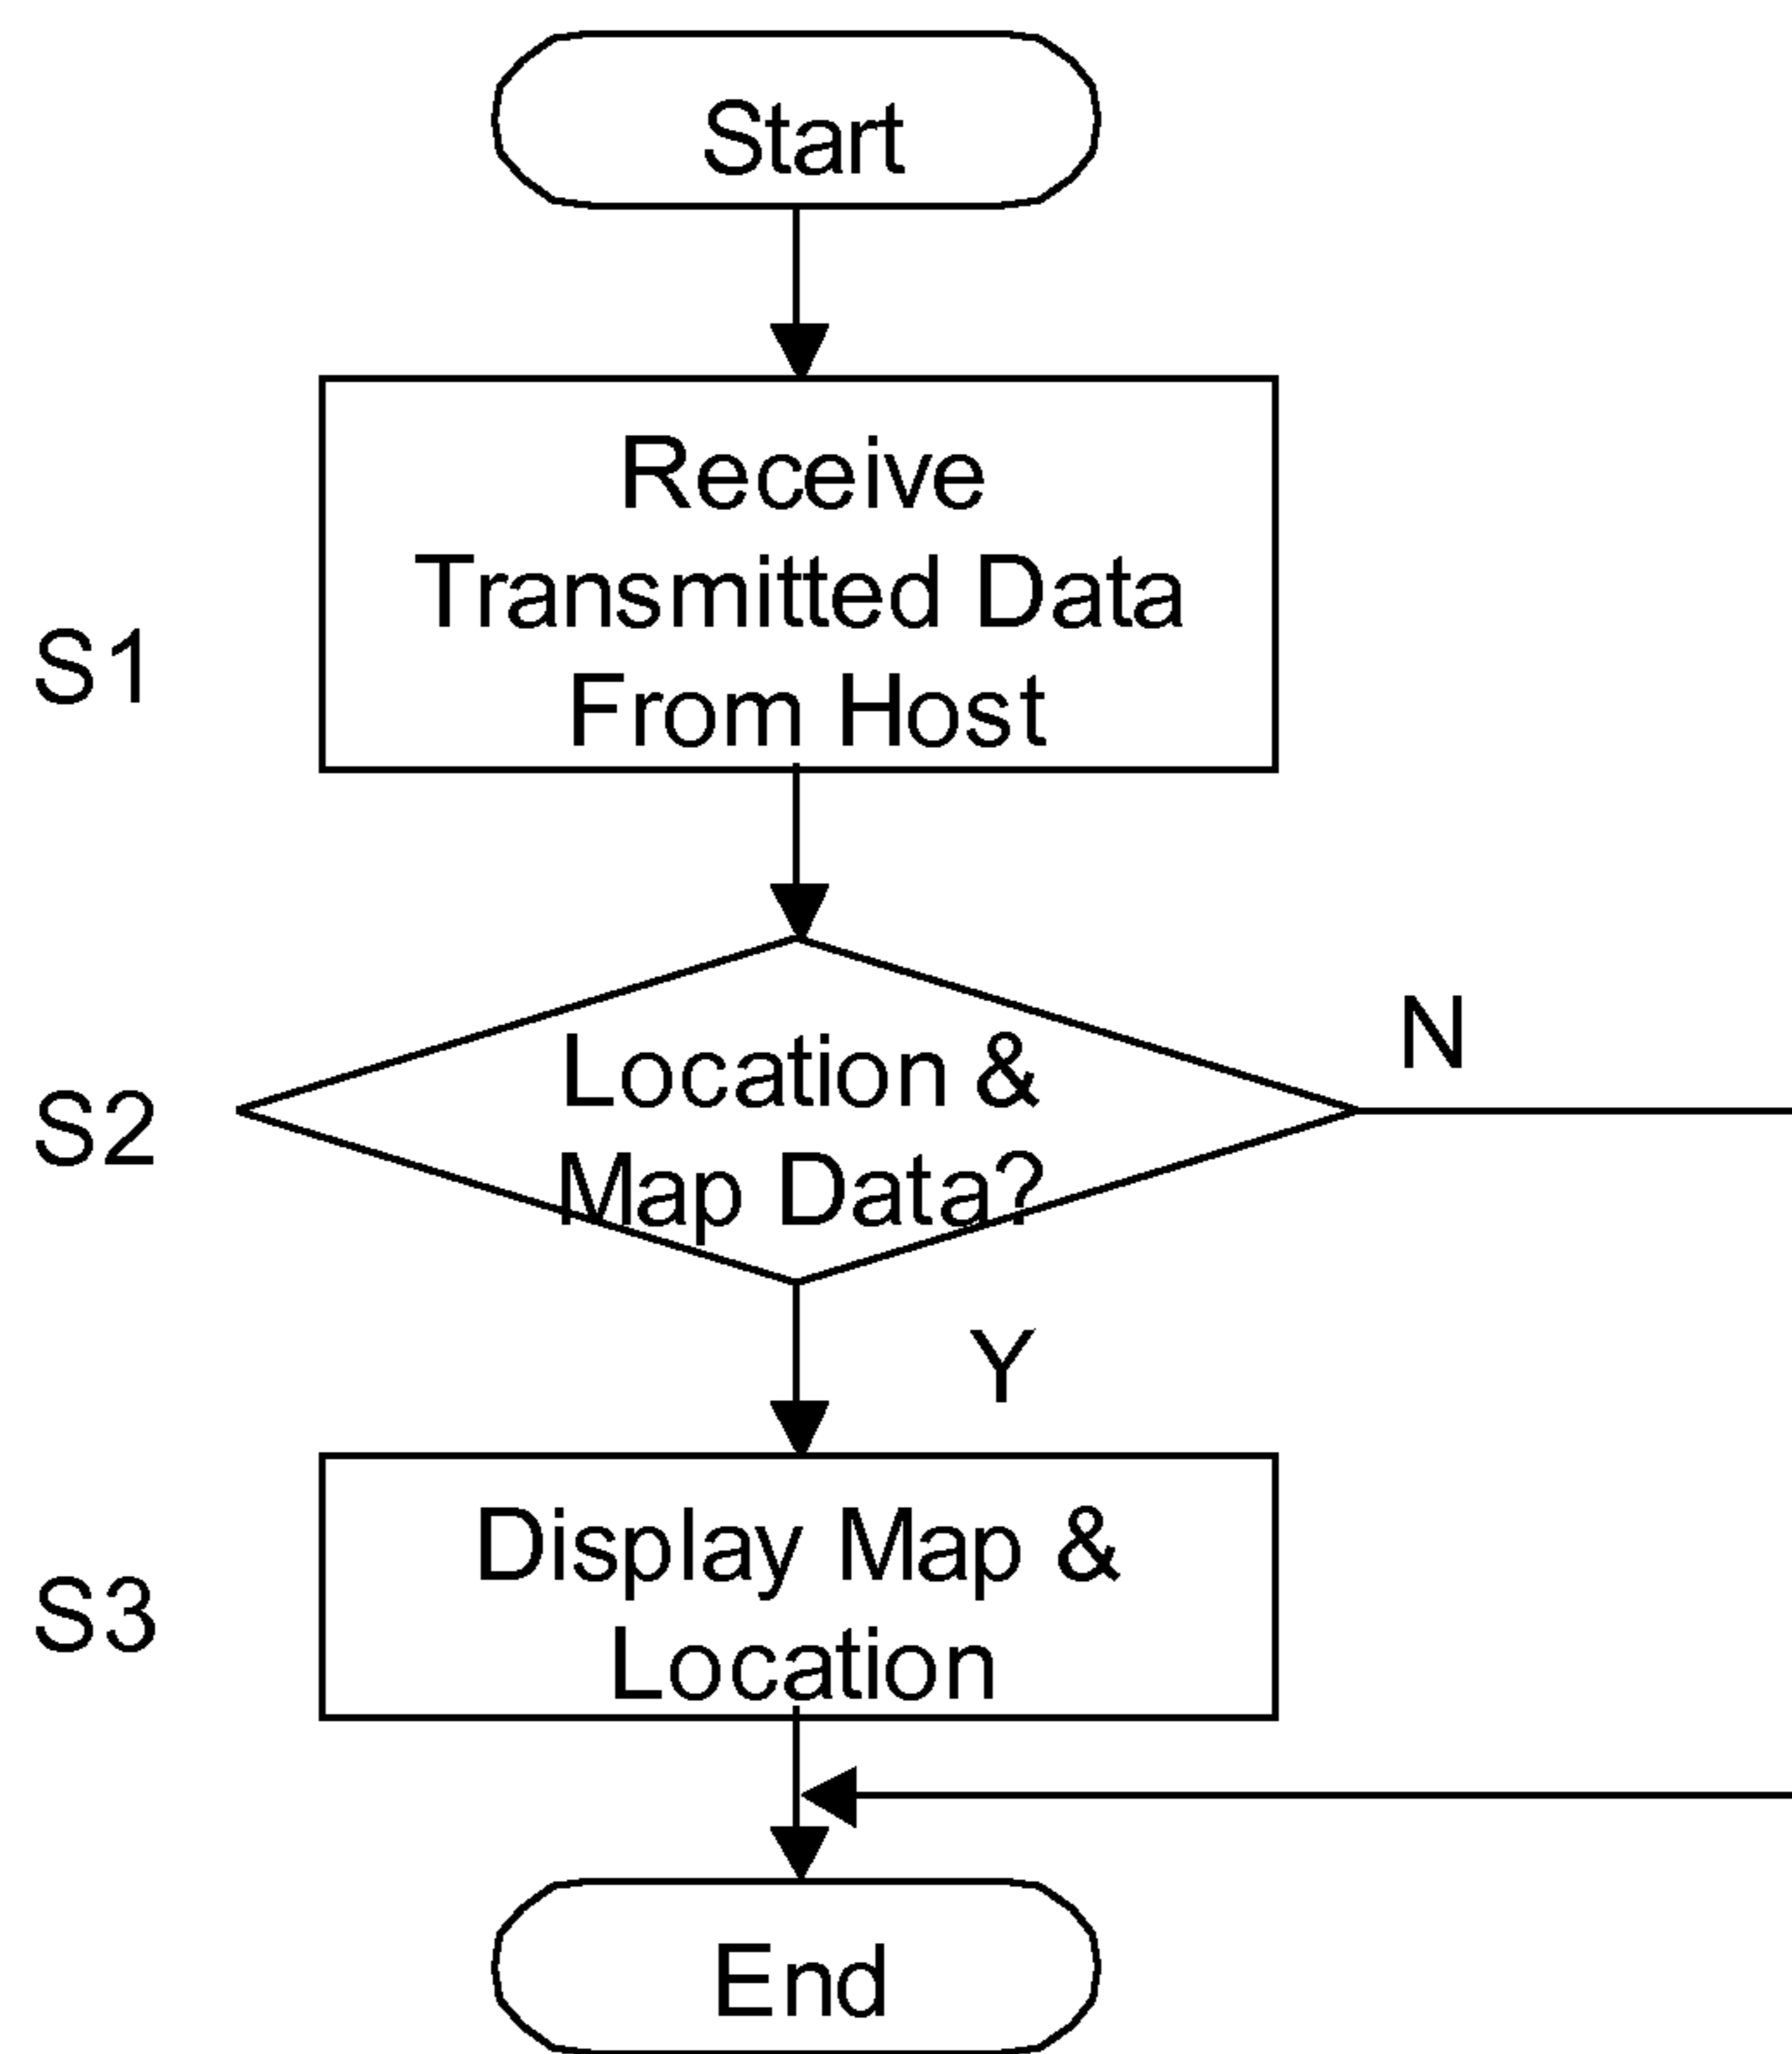 Start
Receive
Transmitted Data
From Host
S1
Location &
Map Data?
N
S2
Y
Display Map &
Location
S3
End